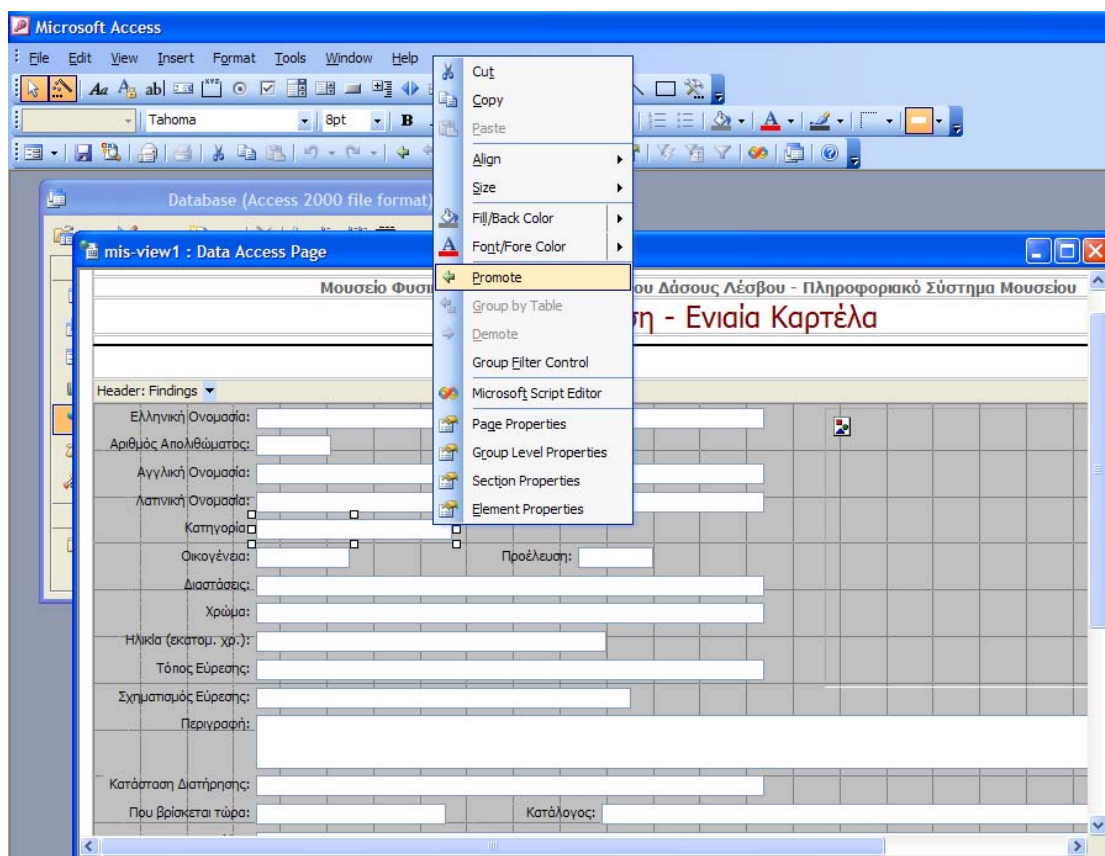 Microsoft Access
File Edit View Insert Format Tools Window Help
Tahoma 8pt B
Database (Access 2000 file format)
mis-view1 : Data Access Page
Μουσείο ου Δάσους Λέσβου - Πληροφοριακό Σύστημα Μουσείου
- Ενιαία Καρτέλα
Header: Findings
Ελληνική Ονομασία:
Αριθμός Απολιθώματος:
Αγγλική Ονομασία:
Λατινική Ονομασία:
Κατηγορία
Οικογένεια: Προέλευση:
Διαστάσεις:
Χρώμα:
Ηλικία (εκατομ. χρ.):
Τόπος Εύρεσης:
Σχηματισμός Εύρεσης:
Περιγραφή:
Κατάσταση Διατήρησης:
Που βρίσκεται τώρα: Κατάλογος:
Cut
Copy
Paste
Align
Size
Fill/Back Color
Font/Fore Color
Promote
Group by Table
Demote
Group Filter Control
Microsoft Script Editor
Page Properties
Group Level Properties
Section Properties
Element Properties